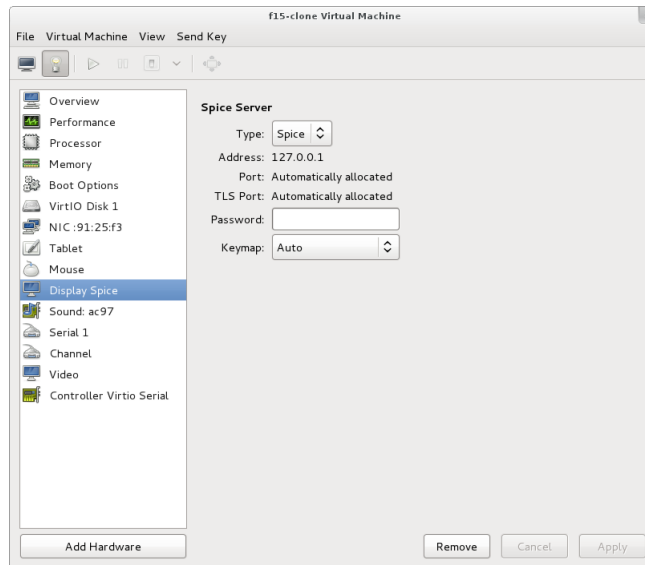 f15-clone Virtual Machine
File Virtual Machine View Send Key
Overview
Performance
Processor
Memory
Boot Options
VirtIO Disk 1
NIC :91:25:f3
Tablet
Mouse
Display Spice
Sound: ac97
Serial 1
Channel
Video
Controller Virtio Serial
Add Hardware
Spice Server
Type: Spice
Address: 127.0.0.1
Port: Automatically allocated
TLS Port: Automatically allocated
Password:
Keymap: Auto
Remove Cancel Apply